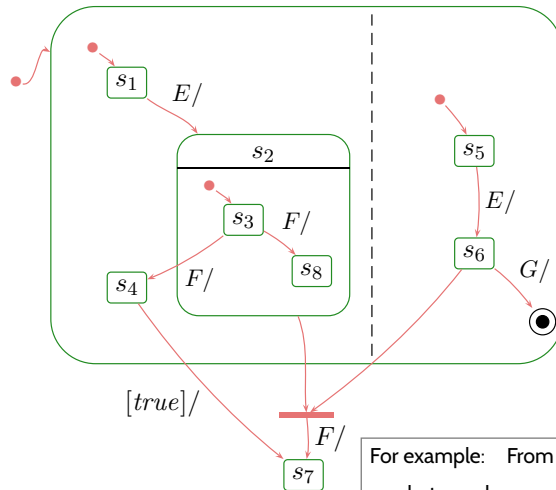 s1
E/
s2
s5
s3
F/
E/
s6
G/
F/
s8
s4
[true]/
F/
s7
For example: From